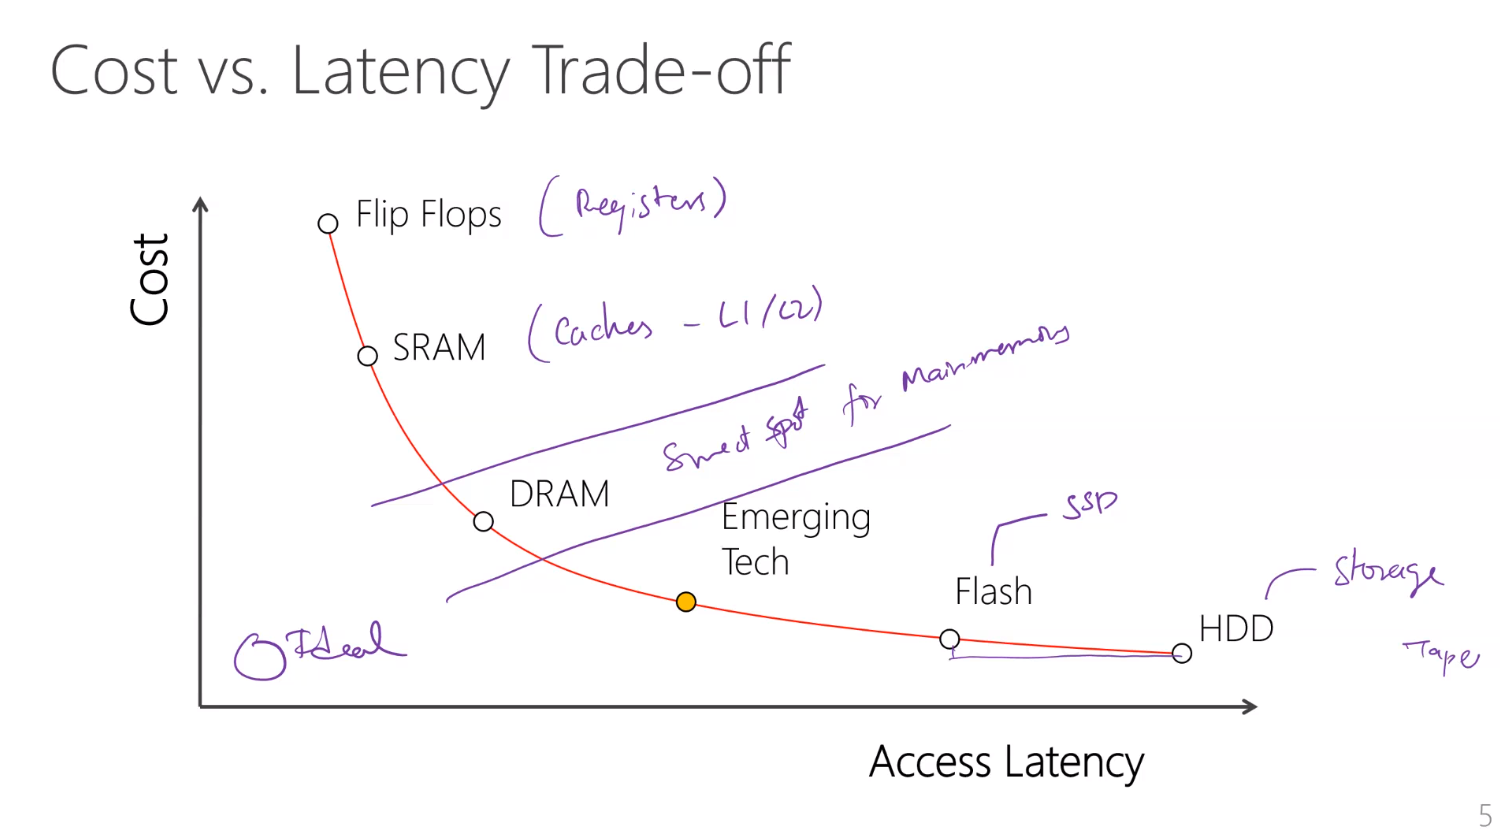 Cost vs. Latency Trade-off
Flip Flops (Registers)
Cost
SRAM (Caches - L1/L2)
Sweet spot for Main memory
DRAM
Emerging
Tech
SSD
Flash
Storage
HDD
Ideal
Tape
Access Latency
5